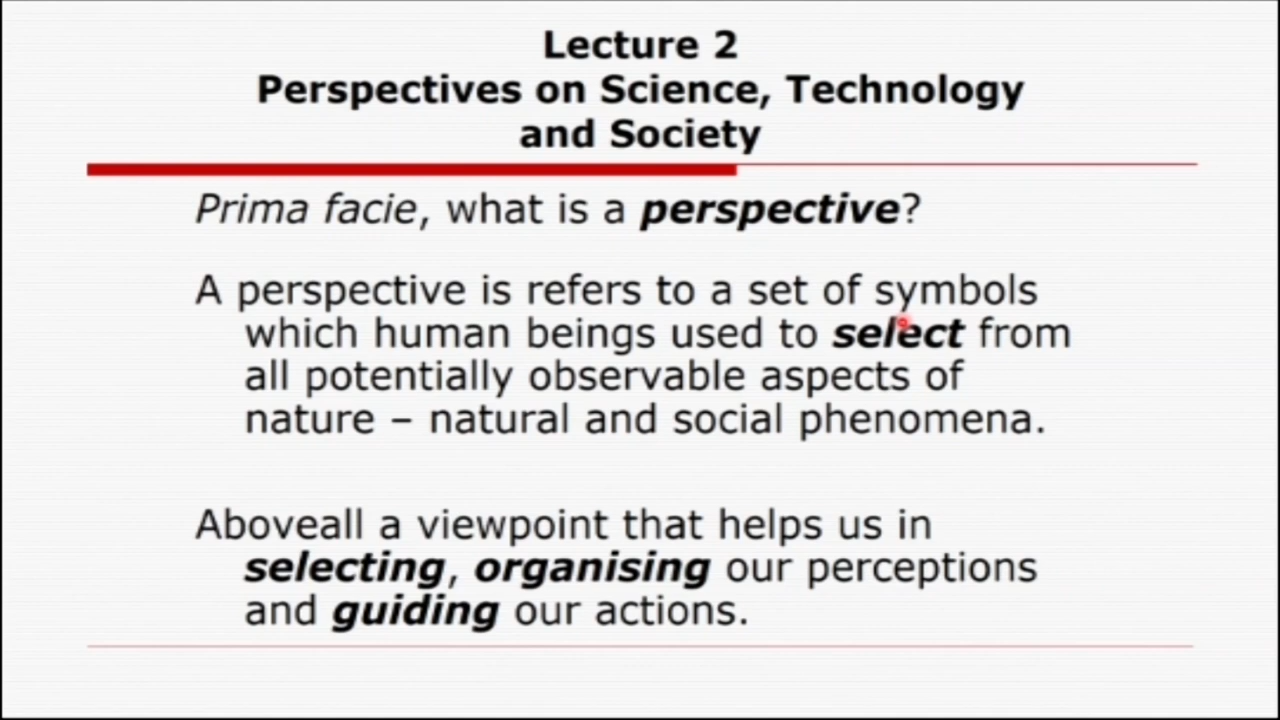 Lecture 2
Perspectives on Science, Technology
and Society
Prima facie, what is a perspective?
A perspective is refers to a set of symbols
which human beings used to select from
all potentially observable aspects of
nature – natural and social phenomena.
Aboveall a viewpoint that helps us in
selecting, organising our perceptions
and guiding our actions.